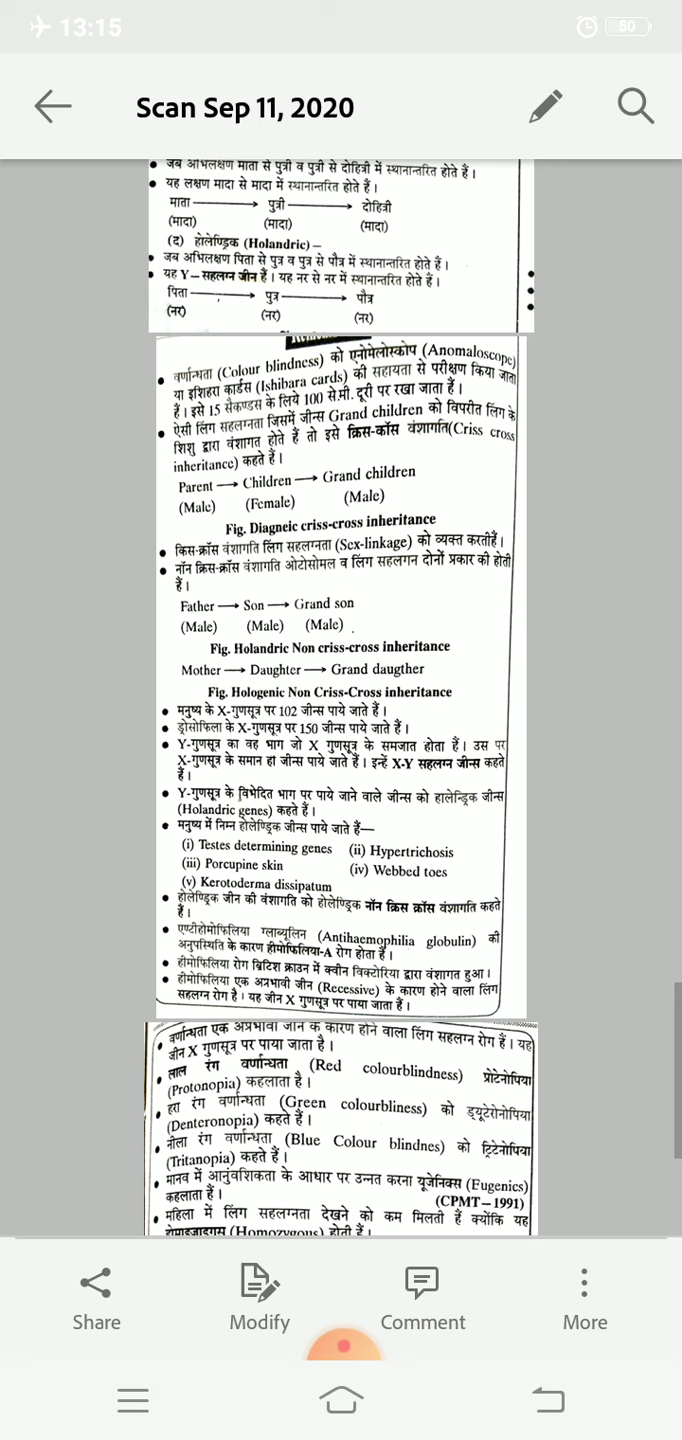 13:15
50
Scan Sep 11, 2020
• जब अभिलक्षण माता से पुत्री व पुत्री से दोहित्री में स्थानान्तरित होते हैं।
• यह लक्षण मादा से मादा में स्थानान्तरित होते हैं।
माता ⟶ पुत्री ⟶ दोहित्री
(मादा) (मादा) (मादा)
(द) होलेण्ड्रिक (Holandric) –
• जब अभिलक्षण पिता से पुत्र व पुत्र से पौत्र में स्थानान्तरित होते हैं।
• यह Y – सहलग्न जीन हैं। यह नर से नर में स्थानान्तरित होते हैं।
पिता ⟶ पुत्र ⟶ पौत्र
(नर) (नर) (नर)
• वर्णान्धता (Colour blindness) को एनोमेलोस्कोप (Anomaloscope)
या इशिहरा कार्डस (Ishibara cards) की सहायता से परीक्षण किया जाता
हैं। इसे 15 सैकण्डस के लिये 100 से.मी. दूरी पर रखा जाता हैं।
• ऐसी लिंग सहलग्नता जिसमें जीन्स Grand children को विपरीत लिंग के
शिशु द्वारा वंशागत होते हैं तो इसे क्रिस-कॉस वंशागति(Criss cross
inheritance) कहते हैं।
Parent ⟶ Children ⟶ Grand children
(Male) (Female) (Male)
Fig. Diagneic criss-cross inheritance
• किस-क्रॉस वंशागति लिंग सहलग्नता (Sex-linkage) को व्यक्त करतीहैं।
• नॉन क्रिस-क्रॉस वंशागति ओटोसोमल व लिंग सहलगन दोनों प्रकार की होती
हैं।
Father ⟶ Son ⟶ Grand son
(Male) (Male) (Male)
Fig. Holandric Non criss-cross inheritance
Mother ⟶ Daughter ⟶ Grand daugther
Fig. Hologenic Non Criss-Cross inheritance
• मनुष्य के X-गुणसूत्र पर 102 जीन्स पाये जाते हैं।
• ड्रोसोफिला के X-गुणसूत्र पर 150 जीन्स पाये जाते हैं।
• Y-गुणसूत्र का वह भाग जो X गुणसूत्र के समजात होता हैं। उस पर
X-गुणसूत्र के समान हा जीन्स पाये जाते हैं। इन्हें X-Y सहलग्न जीन्स कहते
हैं।
• Y-गुणसूत्र के विभेदित भाग पर पाये जाने वाले जीन्स को हालेन्ड्रिक जीन्स
(Holandric genes) कहते हैं।
• मनुष्य में निम्न होलेण्ड्रिक जीन्स पाये जाते हैं—
(i) Testes determining genes (ii) Hypertrichosis
(iii) Porcupine skin (iv) Webbed toes
(v) Kerotoderma dissipatum
• होलेण्ड्रिक जीन की वंशागति को होलेण्ड्रिक नॉन क्रिस क्रॉस वंशागति कहते
हैं।
• एण्टीहोमोफिलिया ग्लाब्यूलिन (Antihaemophilia globulin) की
अनुपस्थिति के कारण हीमोफिलिया-A रोग होता हैं।
• हीमोफिलिया रोग ब्रिटिश क्राउन में क्वीन विक्टोरिया द्वारा वंशागत हुआ।
• हीमोफिलिया एक अप्रभावी जीन (Recessive) के कारण होने वाला लिंग
सहलग्न रोग है। यह जीन X गुणसूत्र पर पाया जाता हैं।
• वर्णान्धता एक अप्रभावी जीन के कारण होने वाला लिंग सहलग्न रोग हैं। यह
जीन X गुणसूत्र पर पाया जाता है।
• लाल रंग वर्णान्धता (Red colourblindness) प्रोटेनोपिया
(Protonopia) कहलाता है।
• हरा रंग वर्णान्धता (Green colourbliness) को ड्यूटेरोनोपिया
(Denteronopia) कहते हैं।
• नीला रंग वर्णान्धता (Blue Colour blindnes) को ट्रिटेनोपिया
(Tritanopia) कहते हैं।
• मानव में आनुंवशिकता के आधार पर उन्नत करना यूजेनिक्स (Eugenics)
कहलाता हैं। (CPMT – 1991)
• महिला में लिंग सहलग्नता देखने को कम मिलती हैं क्योंकि यह
होमोइजाइगस (Homozygous) होती हैं।
Share
Modify
Comment
More